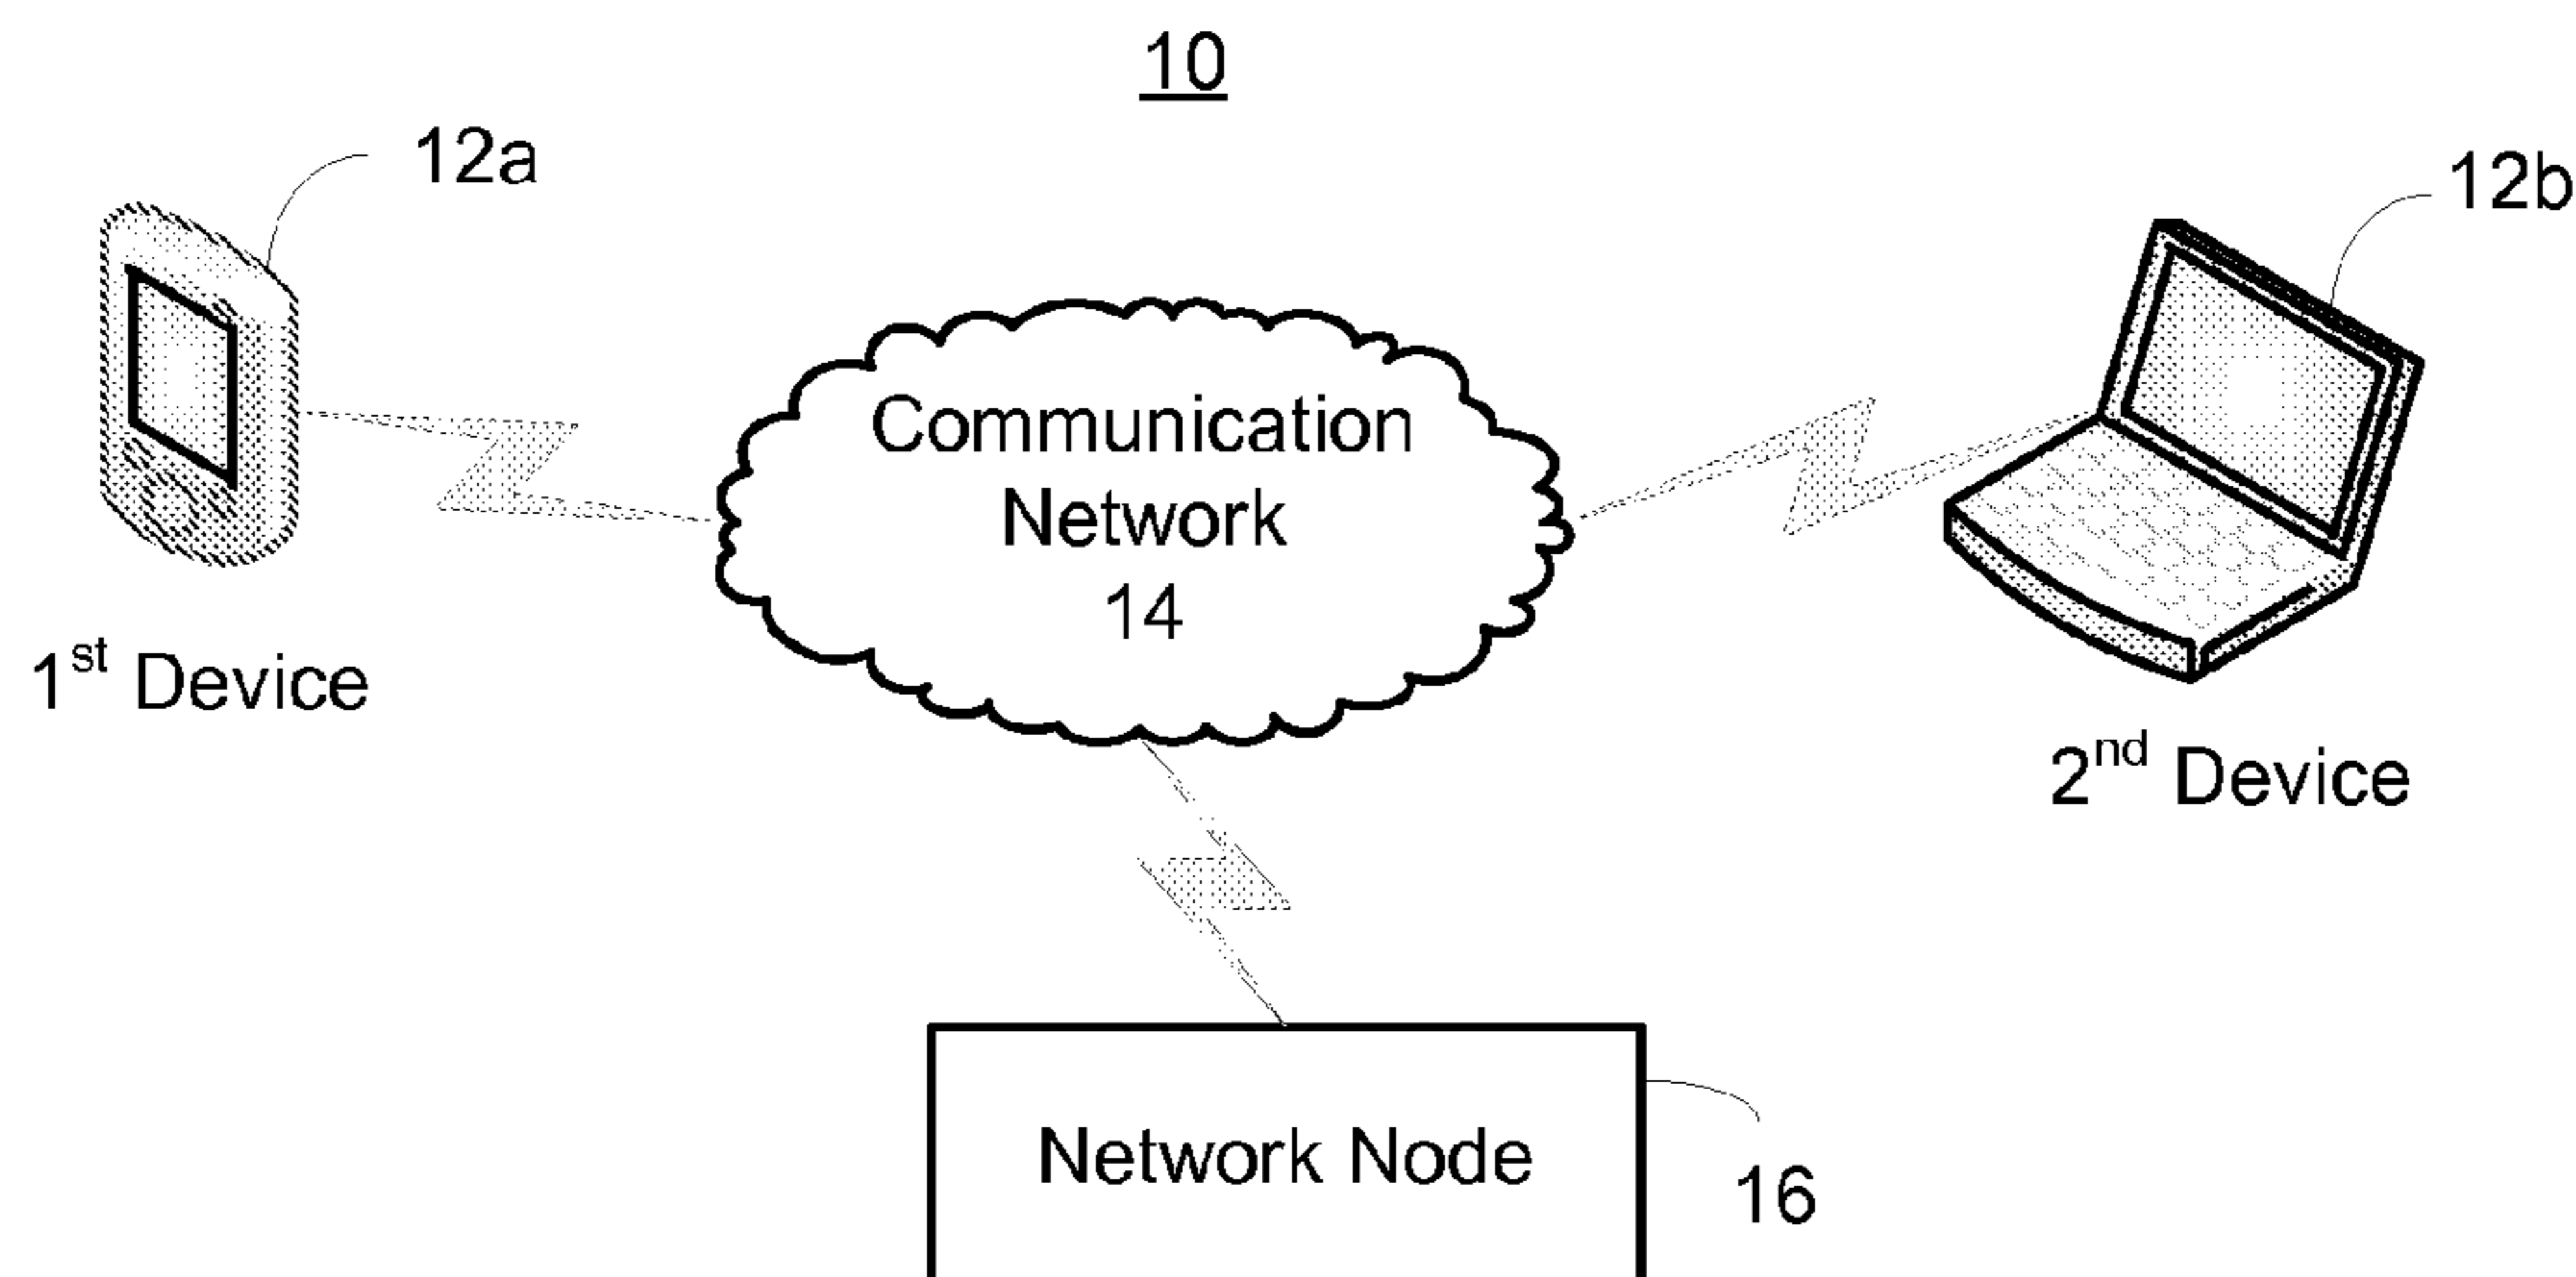 10
12a
12b
Communication
Network
14
1st Device
2nd Device
Network Node
16